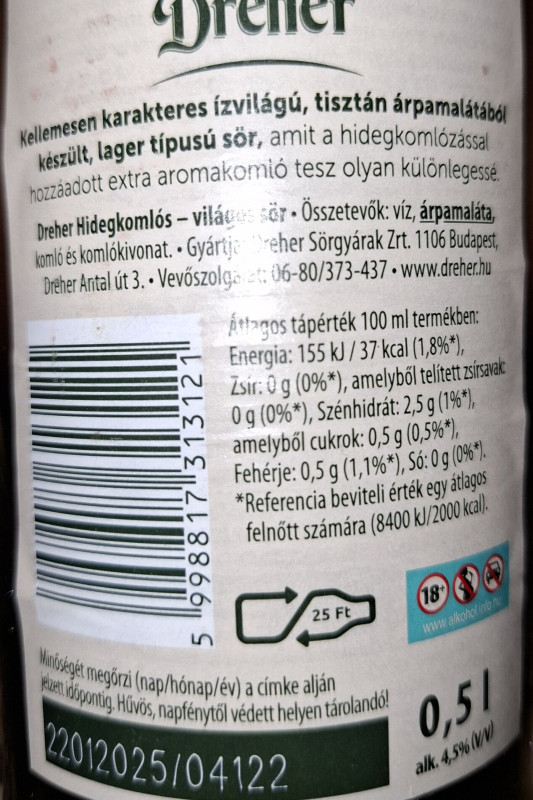 Dreher
Kellemesen karakteres ízvilágú, tisztán árpamalátából
készült, lager típusú sör, amit a hidegkomlózással
hozzáadott extra aromakomló tesz olyan különlegessé.
Dreher Hidegkomlós – világos sör • Összetevők: víz, árpamaláta,
komló és komlókivonat. • Gyártja: Dreher Sörgyárak Zrt. 1106 Budapest,
Dreher Antal út 3. • Vevőszolgálat: 06-80/373-437 • www.dreher.hu
Átlagos tápérték 100 ml termékben:
Energia: 155 kJ / 37 kcal (1,8%*),
Zsír: 0 g (0%*), amelyből telített zsírsavak:
0 g (0%*), Szénhidrát: 2,5 g (1%*),
amelyből cukrok: 0,5 g (0,5%*),
Fehérje: 0,5 g (1,1%*), Só: 0 g (0%*).
*Referencia beviteli érték egy átlagos
felnőtt számára (8400 kJ/2000 kcal).
5 998817 313121
25 Ft
18+
www.alkohol.info.hu
Minőségét megőrzi (nap/hónap/év) a címke alján
jelzett időpontig. Hűvös, napfénytől védett helyen tárolandó!
22012025/04122
0,5 l
alk. 4,5% (V/V)